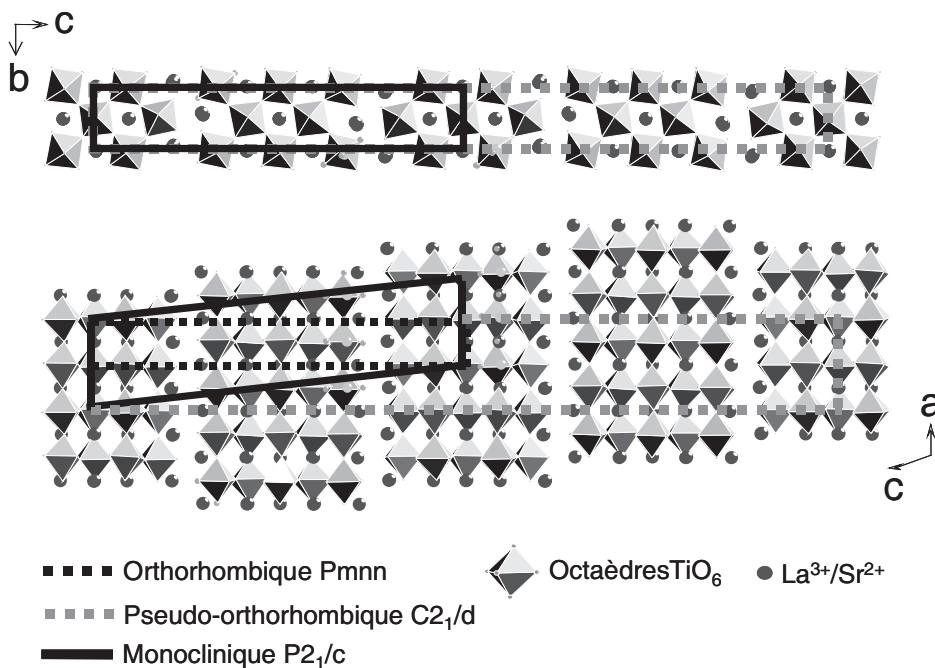 c
b
a
c
Orthorhombique Pmnn
OctaèdresTiO₆
La³⁺/Sr²⁺
Pseudo-orthorhombique C2₁/d
Monoclinique P2₁/c